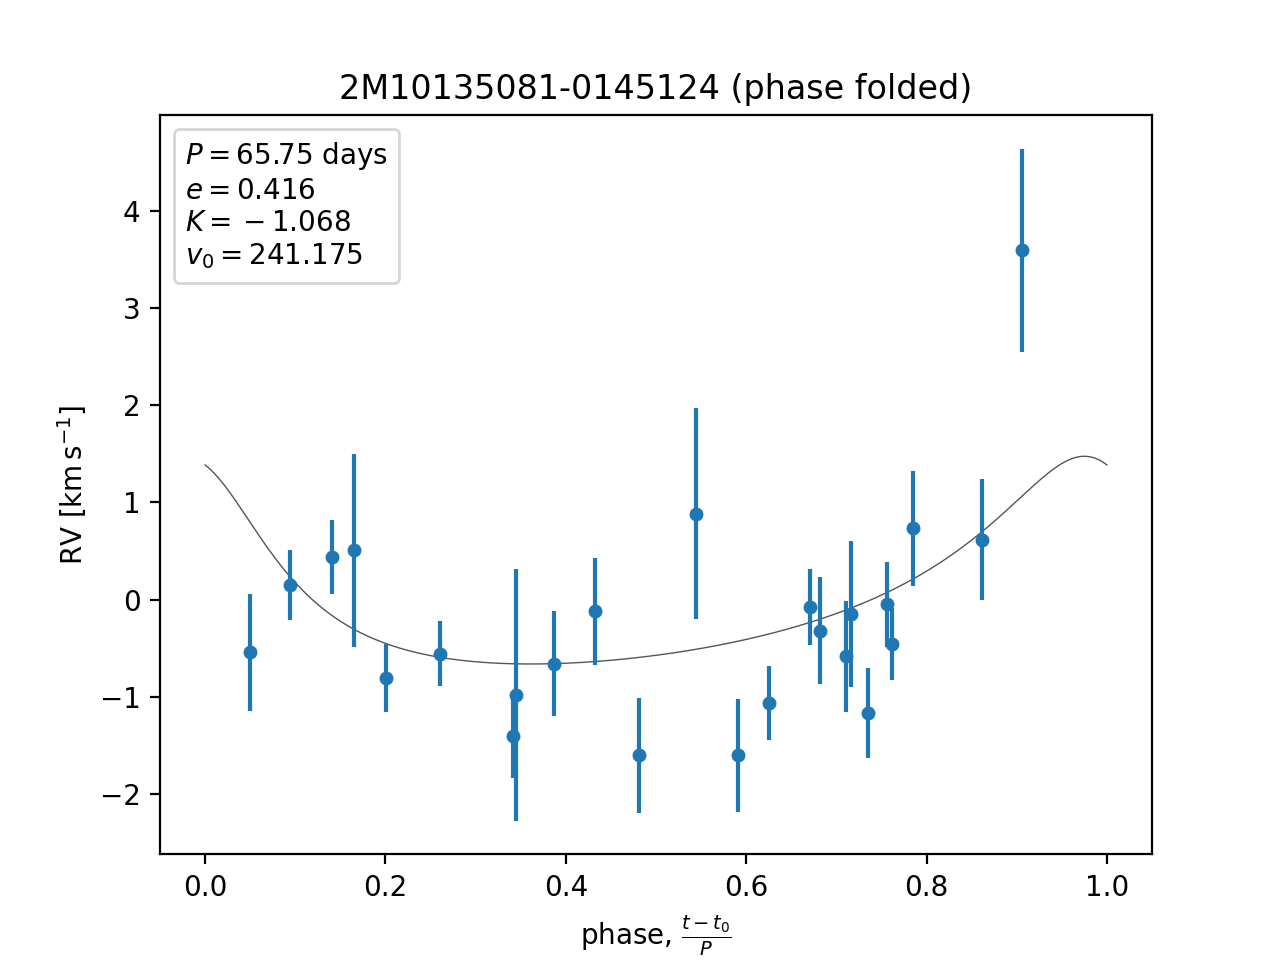 2M10135081-0145124 (phase folded)
P = 65.75 days
e = 0.416
K = −1.068
v₀ = 241.175
4
3
2
1
0
−1
−2
RV [km s⁻¹]
0.0 0.2 0.4 0.6 0.8 1.0
phase, (t − t₀)/P